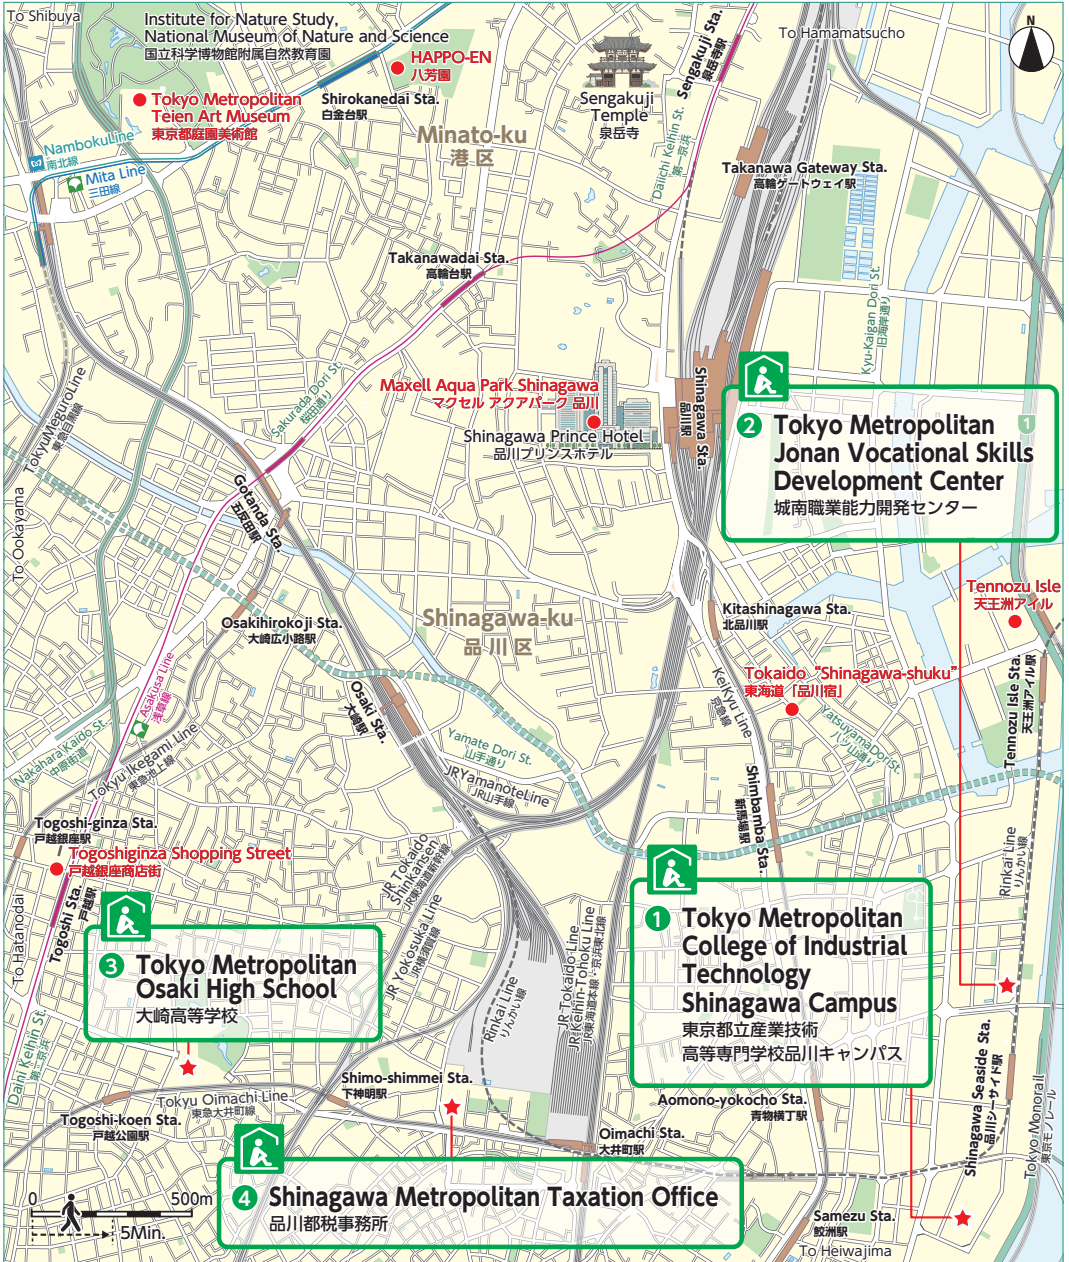 To Shibuya
Institute for Nature Study,
National Museum of Nature and Science
国立科学博物館附属自然教育園
HAPPO-EN
八芳園
Tokyo Metropolitan
Teien Art Museum
東京都庭園美術館
Shirokanedai Sta.
白金台駅
Sengakuji
Temple
泉岳寺
Sengakuji Sta.
泉岳寺駅
To Hamamatsucho
N
Minato-ku
港区
Namboku Line
南北線
Mita Line
三田線
Daiichi Keihin St.
第一京浜
Takanawa Gateway Sta.
高輪ゲートウェイ駅
Takanawadai Sta.
高輪台駅
Kyu-Kaigan Dori St.
旧海岸通り
Tokyu Meguro Line
東急目黒線
Sakurada Dori St.
桜田通り
Maxell Aqua Park Shinagawa
マクセル アクアパーク 品川
Shinagawa Prince Hotel
品川プリンスホテル
Shinagawa Sta.
品川駅
1
2 Tokyo Metropolitan
Jonan Vocational Skills
Development Center
城南職業能力開発センター
To Ookayama
Gotanda Sta.
五反田駅
Tennozu Isle
天王洲アイル
Osakihirokoji Sta.
大崎広小路駅
Shinagawa-ku
品川区
Kitashinagawa Sta.
北品川駅
Tokaido “Shinagawa-shuku”
東海道「品川宿」
Asakusa Line
浅草線
Osaki Sta.
大崎駅
KeiKyu Line
京急線
Yatsuyama Dori St.
八ツ山通り
Tennozu Isle Sta.
天王洲アイル駅
Nakahara Kaido St.
中原街道
Tokyu Ikegami Line
東急池上線
Yamate Dori St.
山手通り
JR Yamanote Line
JR山手線
Shimbamba Sta.
新馬場駅
Togoshi-ginza Sta.
戸越銀座駅
Togoshiginza Shopping Street
戸越銀座商店街
JR Tokaido
Shinkansen
JR東海道新幹線
Rinkai Line
りんかい線
To Hatanodai
Togoshi Sta.
戸越駅
JR Yokosuka Line
JR横須賀線
3 Tokyo Metropolitan
Osaki High School
大崎高等学校
Rinkai Line
りんかい線
JR Tokaido Line
JR Keihin-Tohoku Line
JR東海道本線・京浜東北線
1 Tokyo Metropolitan
College of Industrial
Technology
Shinagawa Campus
東京都立産業技術
高等専門学校品川キャンパス
Daini Keihin St.
第二京浜
Shinagawa Seaside Sta.
品川シーサイド駅
Tokyo Monorail
東京モノレール
Shimo-shimmei Sta.
下神明駅
Tokyu Oimachi Line
東急大井町線
Togoshi-koen Sta.
戸越公園駅
Aomono-yokocho Sta.
青物横丁駅
Oimachi Sta.
大井町駅
4 Shinagawa Metropolitan Taxation Office
品川都税事務所
0 500m
5Min.
Samezu Sta.
鮫洲駅
To Heiwajima